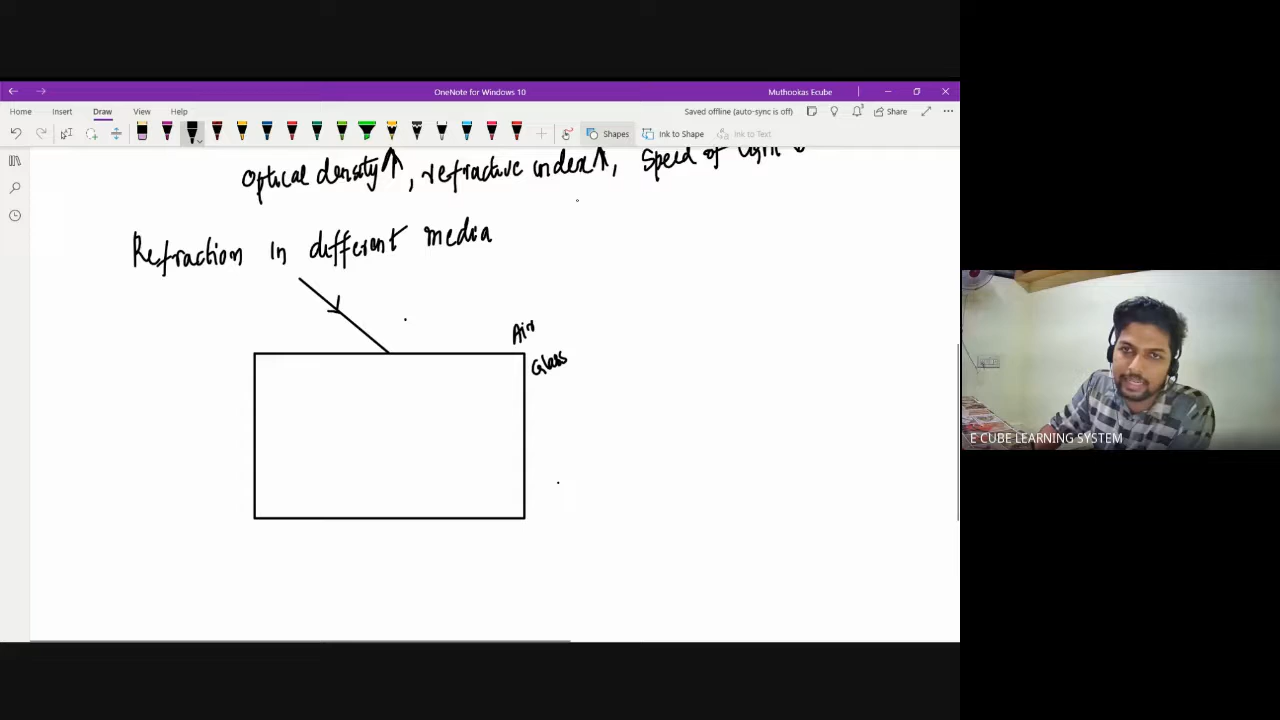 OneNote for Windows 10
Muthookas Ecube
Home Insert Draw View Help
Saved offline (auto-sync is off) Share
Shapes Ink to Shape Ink to Text
Optical density↑, refractive index↑, Speed of light ↓
Refraction in different media
Air
Glass
E CUBE LEARNING SYSTEM